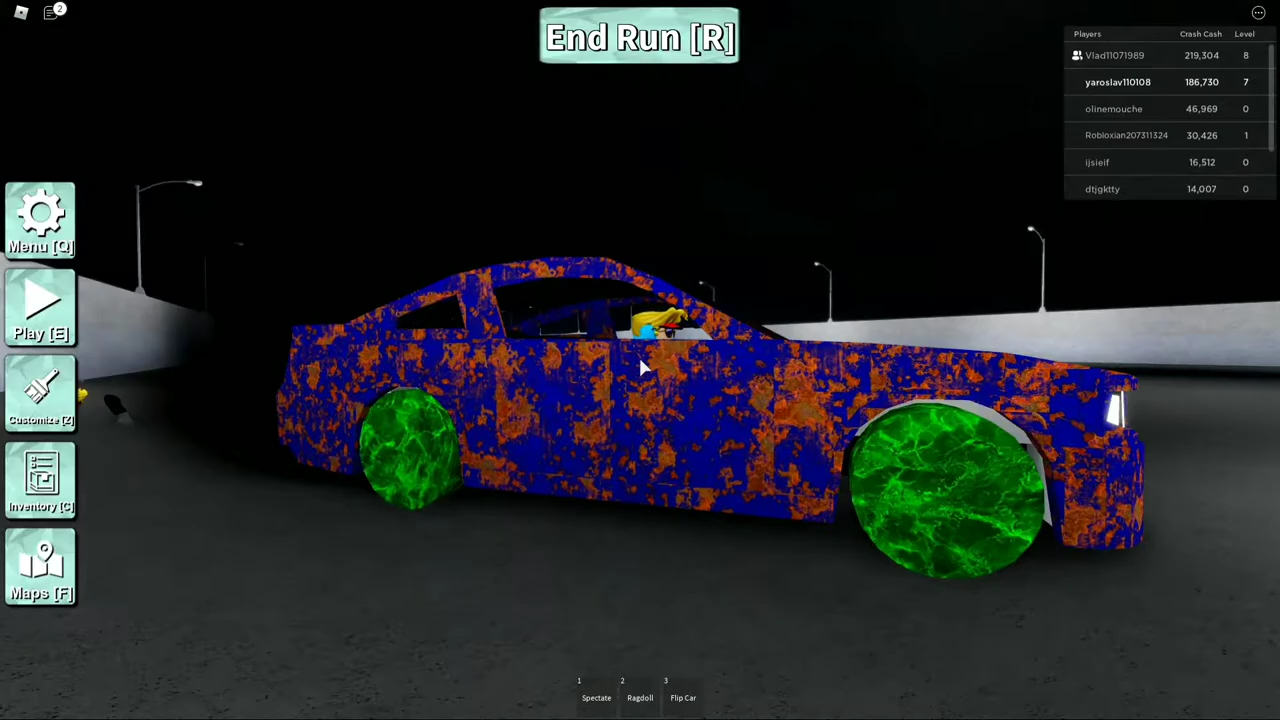 2
End Run [R]
Players Crash Cash Level
Vlad11071989 219,304 8
yaroslav110108 186,730 7
olinemouche 46,969 0
Robloxian207311324 30,426 1
ijsieif 16,512 0
dtjgktty 14,007 0
Menu [Q]
Play [E]
Customize [Z]
Inventory [C]
Maps [F]
1 2 3
Spectate Ragdoll Flip Car